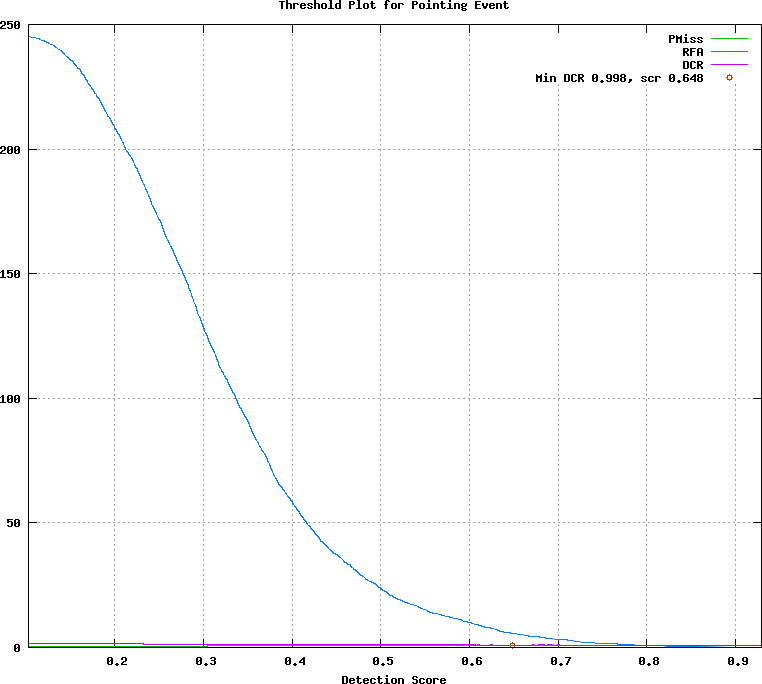 Threshold Plot for Pointing Event
250
200
150
100
50
0
PMiss
RFA
DCR
Min DCR 0.998, scr 0.648
0.2 0.3 0.4 0.5 0.6 0.7 0.8 0.9
Detection Score